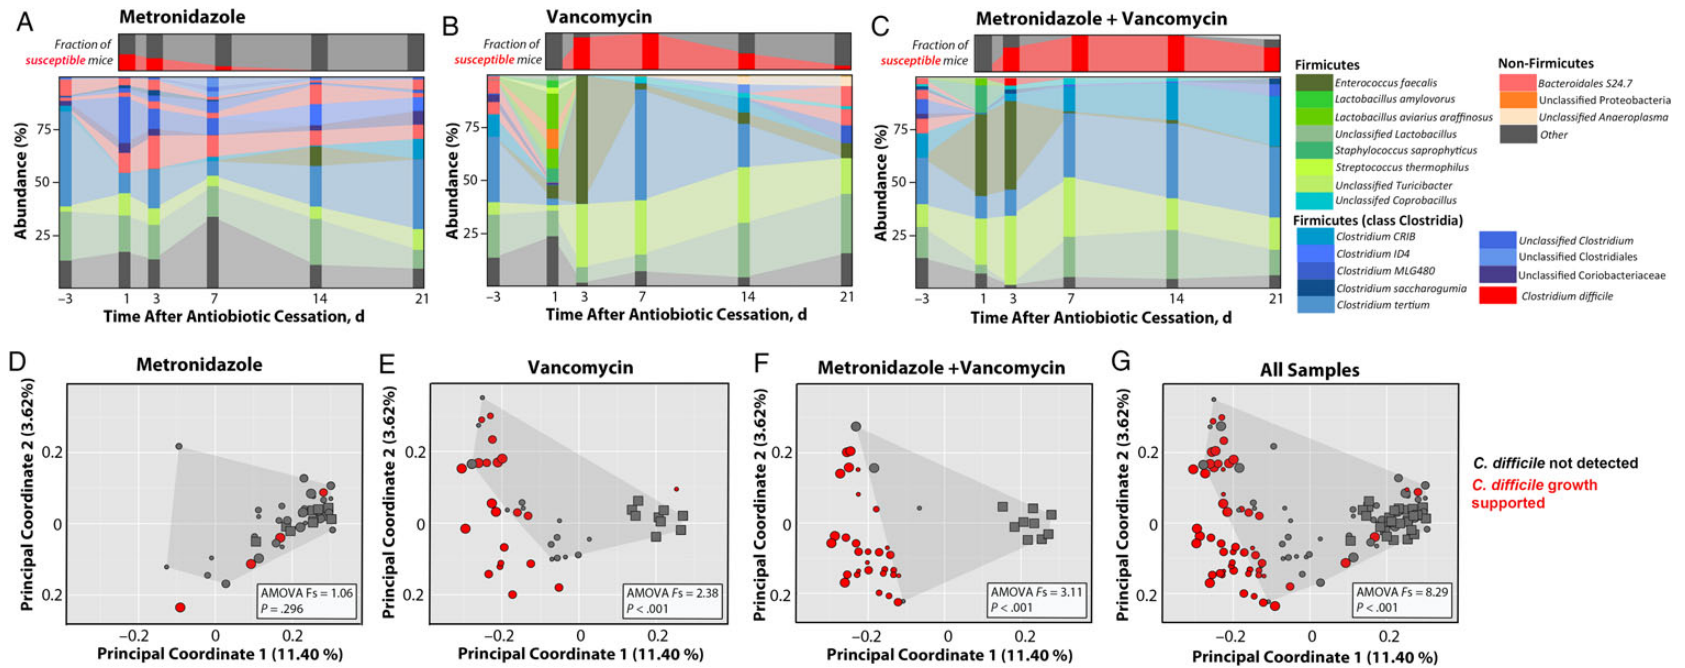 A
Metronidazole
Fraction of
susceptible mice
Abundance (%)
75
50
25
−3 1 3 7 14 21
Time After Antiobiotic Cessation, d
B
Vancomycin
Fraction of
susceptible mice
Abundance (%)
75
50
25
−3 1 3 7 14 21
Time After Antiobiotic Cessation, d
C
Metronidazole + Vancomycin
Fraction of
susceptible mice
Abundance (%)
75
50
25
−3 1 3 7 14 21
Time After Antiobiotic Cessation, d
Firmicutes
Enterococcus faecalis
Lactobacillus amylovorus
Lactobacillus aviarius araffinosus
Unclassified Lactobacillus
Staphylococcus saprophyticus
Streptococcus thermophilus
Unclassified Turicibacter
Unclassifed Coprobacillus
Firmicutes (class Clostridia)
Clostridium CRIB
Clostridium ID4
Clostridium MLG480
Clostridium saccharogumia
Clostridium tertium
Non-Firmicutes
Bacteroidales S24.7
Unclassified Proteobacteria
Unclassified Anaeroplasma
Other
Unclassified Clostridium
Unclassified Clostridiales
Unclassified Coriobacteriaceae
Clostridium difficile
D
Metronidazole
Principal Coordinate 2 (3.62%)
0.2
0
0.2
AMOVA Fs = 1.06
P = .296
−0.2 0 0.2
Principal Coordinate 1 (11.40 %)
E
Vancomycin
Principal Coordinate 2 (3.62%)
0.2
0
0.2
AMOVA Fs = 2.38
P < .001
−0.2 0 0.2
Principal Coordinate 1 (11.40 %)
F
Metronidazole +Vancomycin
Principal Coordinate 2 (3.62%)
0.2
0
0.2
AMOVA Fs = 3.11
P < .001
−0.2 0 0.2
Principal Coordinate 1 (11.40 %)
G
All Samples
Principal Coordinate 2 (3.62%)
0.2
0
0.2
AMOVA Fs = 8.29
P < .001
−0.2 0 0.2
Principal Coordinate 1 (11.40 %)
C. difficile not detected
C. difficile growth
supported